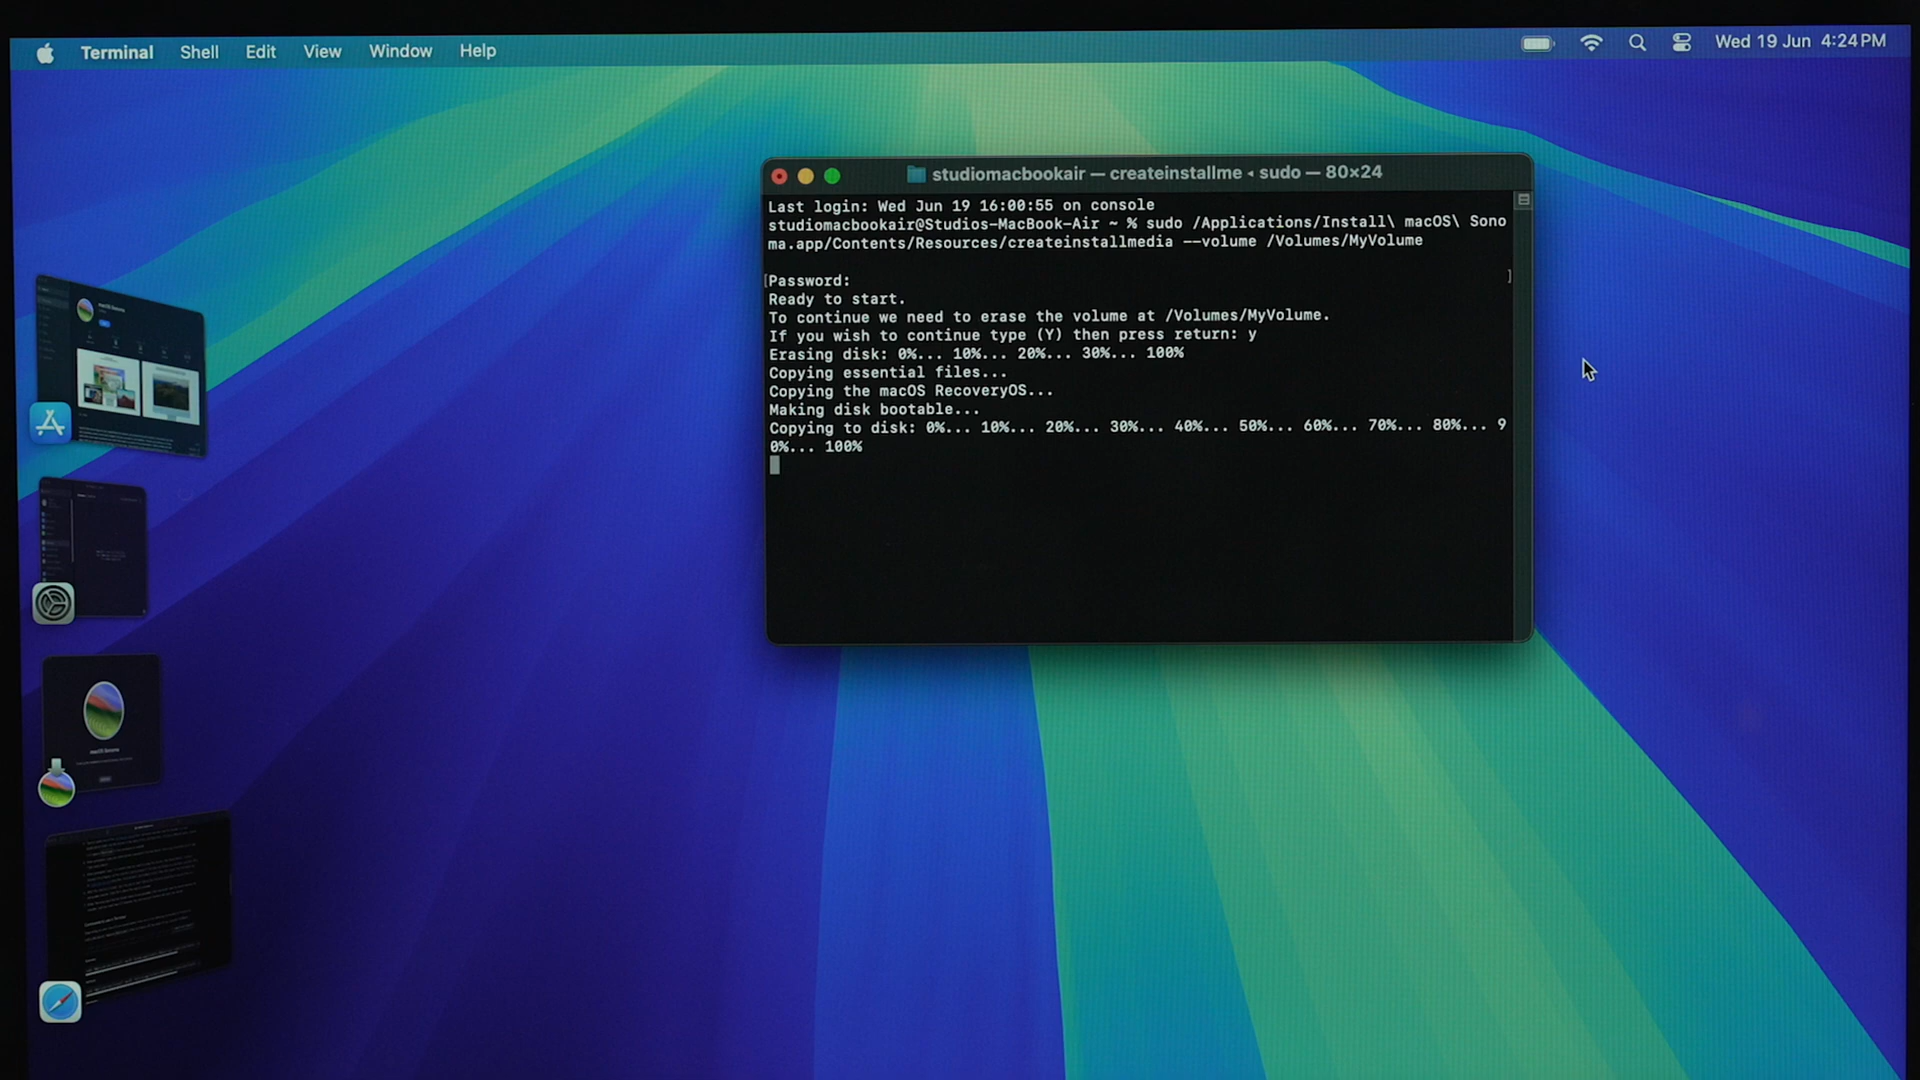 Terminal Shell Edit View Window Help
Wed 19 Jun 4:24 PM
studiomacbookair — createinstallme ◂ sudo — 80×24
Last login: Wed Jun 19 16:00:55 on console
studiomacbookair@Studios-MacBook-Air ~ % sudo /Applications/Install\ macOS\ Sono
ma.app/Contents/Resources/createinstallmedia --volume /Volumes/MyVolume
[Password: ]
Ready to start.
To continue we need to erase the volume at /Volumes/MyVolume.
If you wish to continue type (Y) then press return: y
Erasing disk: 0%... 10%... 20%... 30%... 100%
Copying essential files...
Copying the macOS RecoveryOS...
Making disk bootable...
Copying to disk: 0%... 10%... 20%... 30%... 40%... 50%... 60%... 70%... 80%... 9
0%... 100%
macOS Sonoma
macOS Sonoma